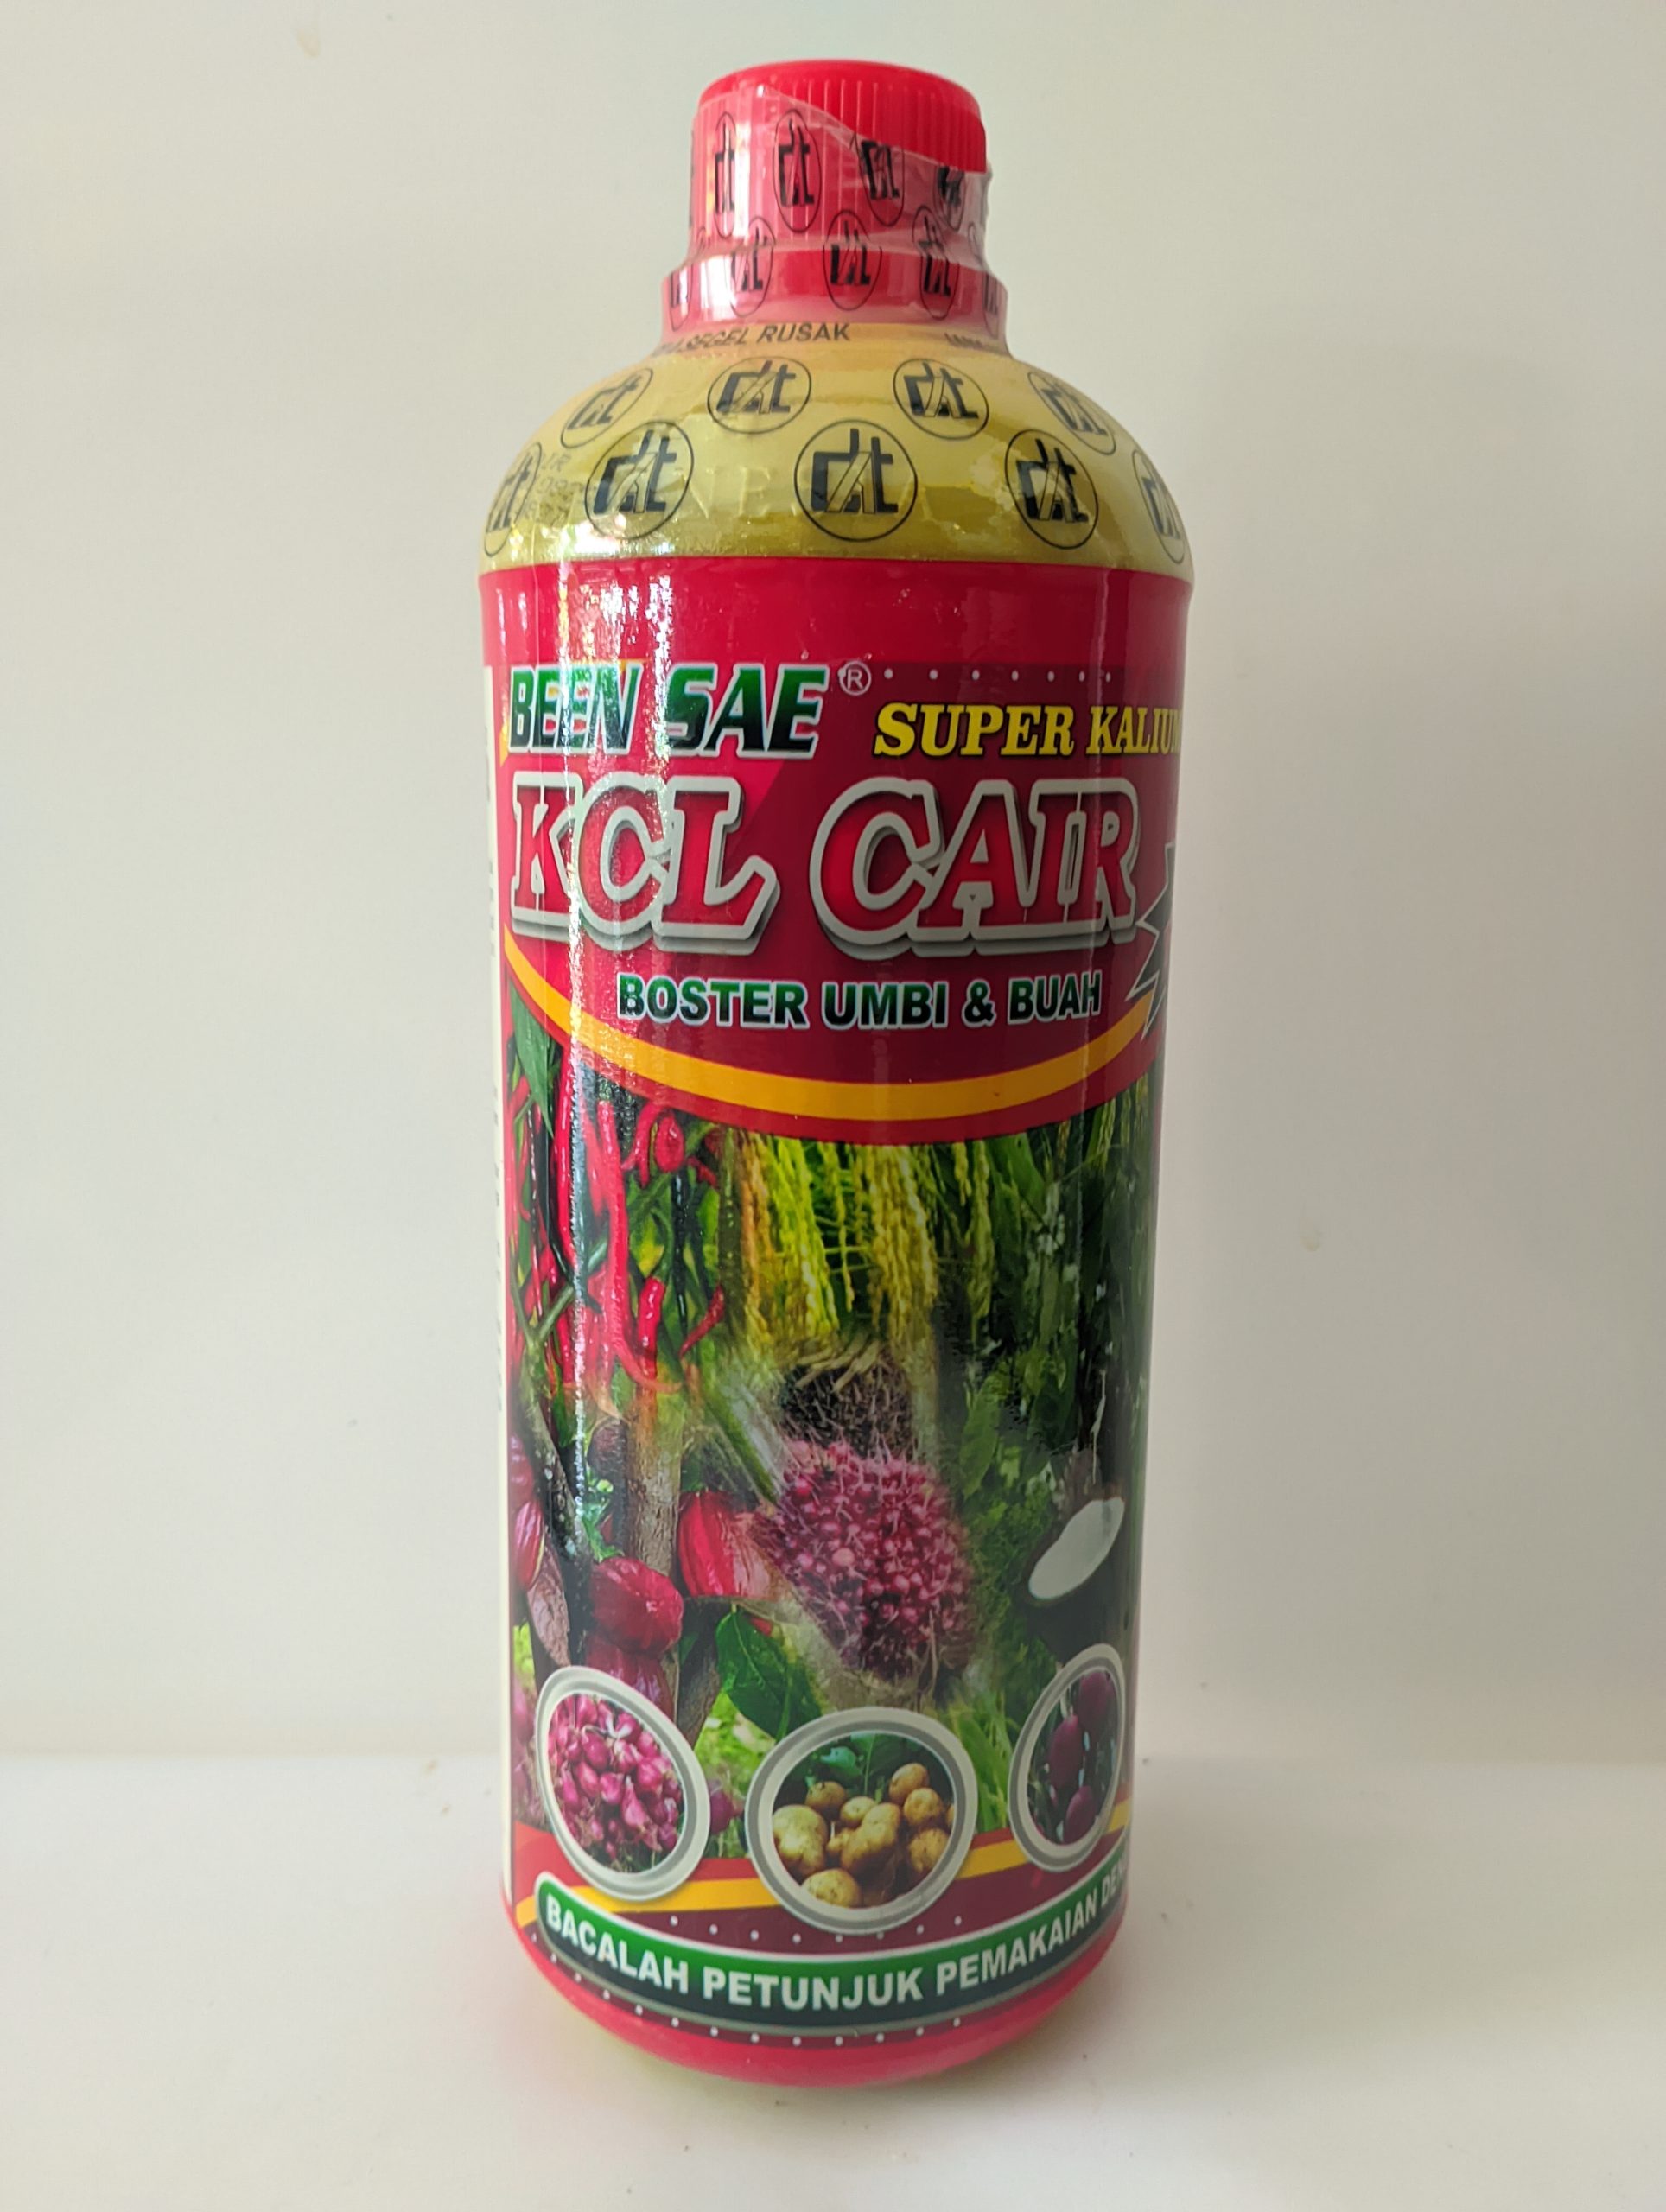 SEGEL RUSAK
BEEN SAE®
SUPER KALIUM
KCL CAIR
BOSTER UMBI & BUAH
BACALAH PETUNJUK PEMAKAIAN